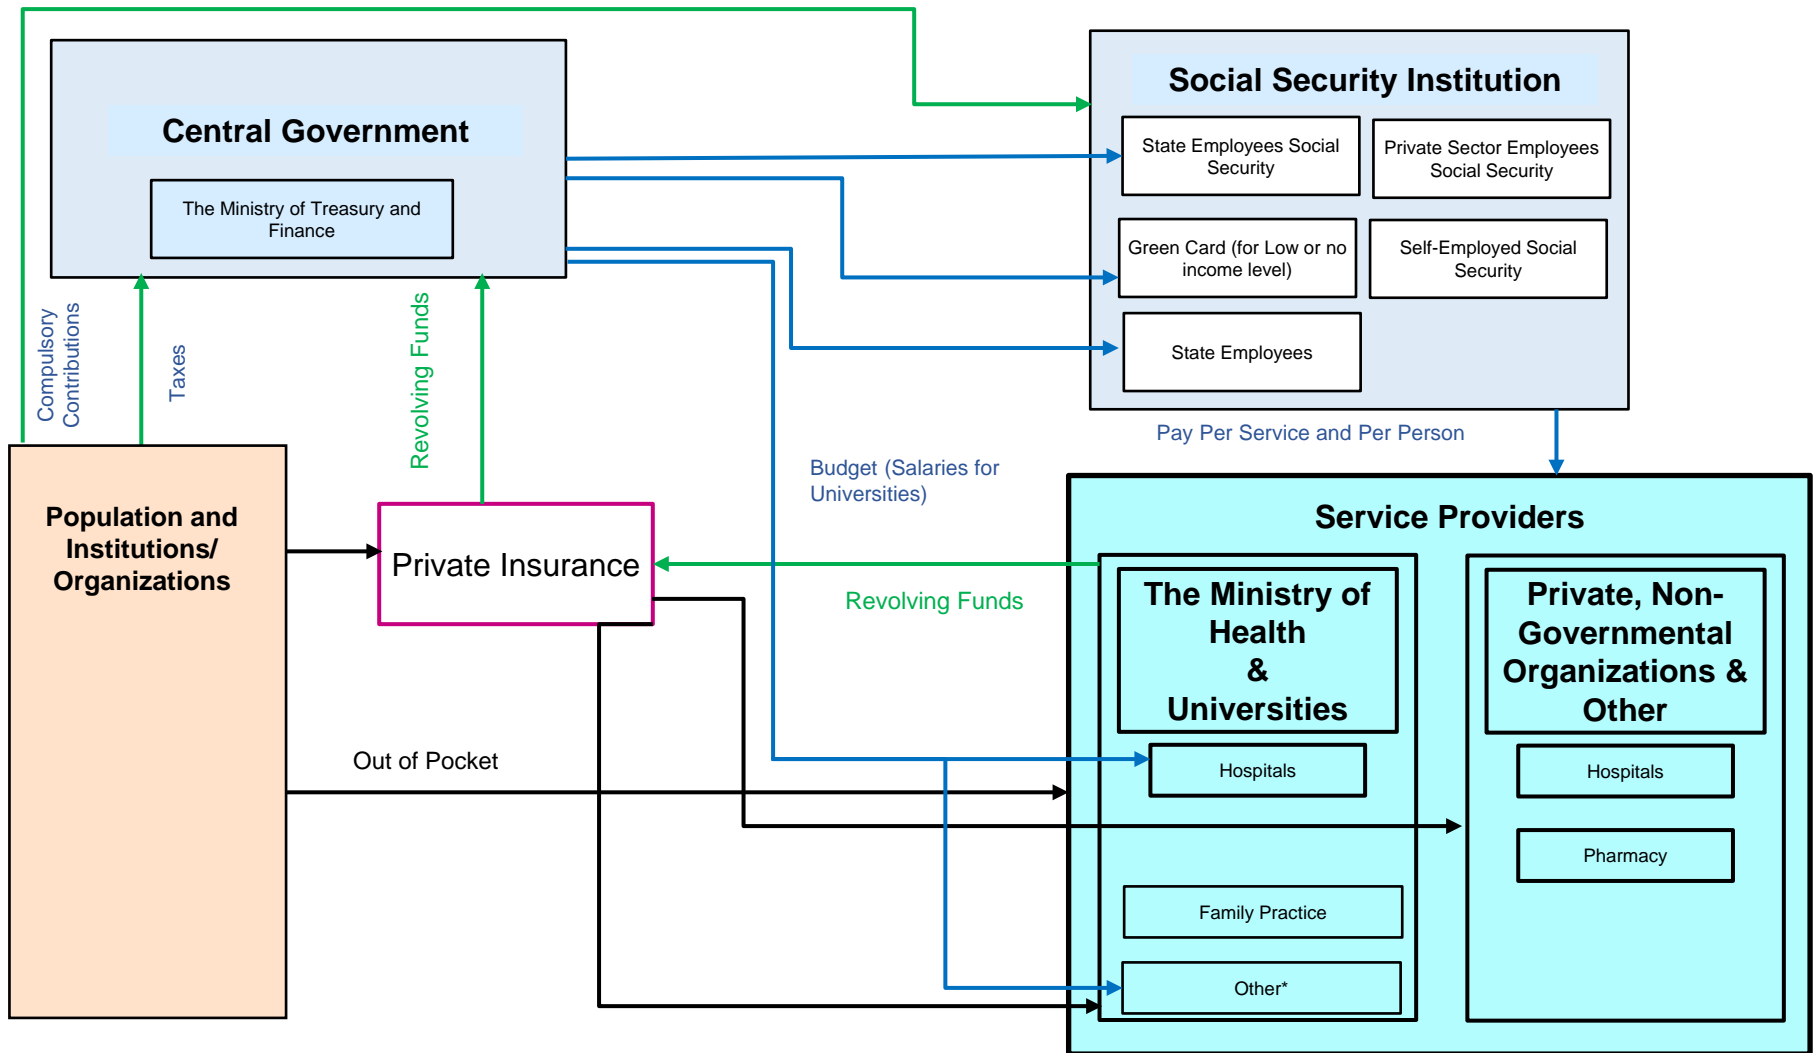 Central Government
The Ministry of Treasury and
Finance
Social Security Institution
State Employees Social
Security
Private Sector Employees
Social Security
Green Card (for Low or no
income level)
Self-Employed Social
Security
State Employees
Compulsory
Contributions
Taxes
Revolving Funds
Pay Per Service and Per Person
Budget (Salaries for
Universities)
Population and
Institutions/
Organizations
Private Insurance
Revolving Funds
Out of Pocket
Service Providers
The Ministry of
Health
&
Universities
Hospitals
Family Practice
Other*
Private, Non-
Governmental
Organizations &
Other
Hospitals
Pharmacy